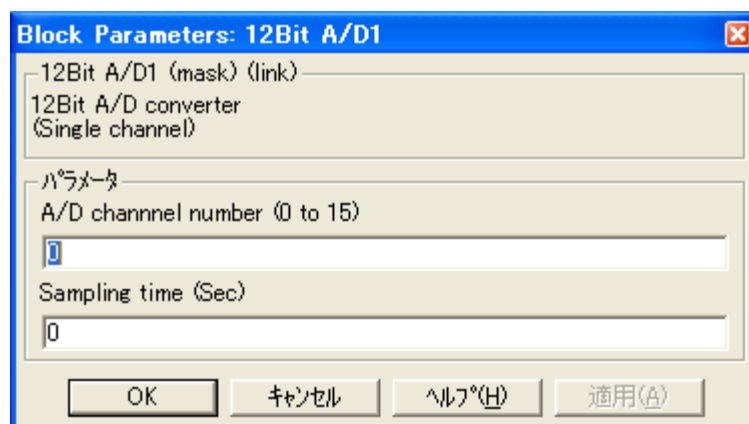 Block Parameters: 12Bit A/D1
12Bit A/D1 (mask) (link)
12Bit A/D converter
(Single channel)
パラメータ
A/D channnel number (0 to 15)
0
Sampling time (Sec)
0
OK キャンセル ヘルプ(H) 適用(A)